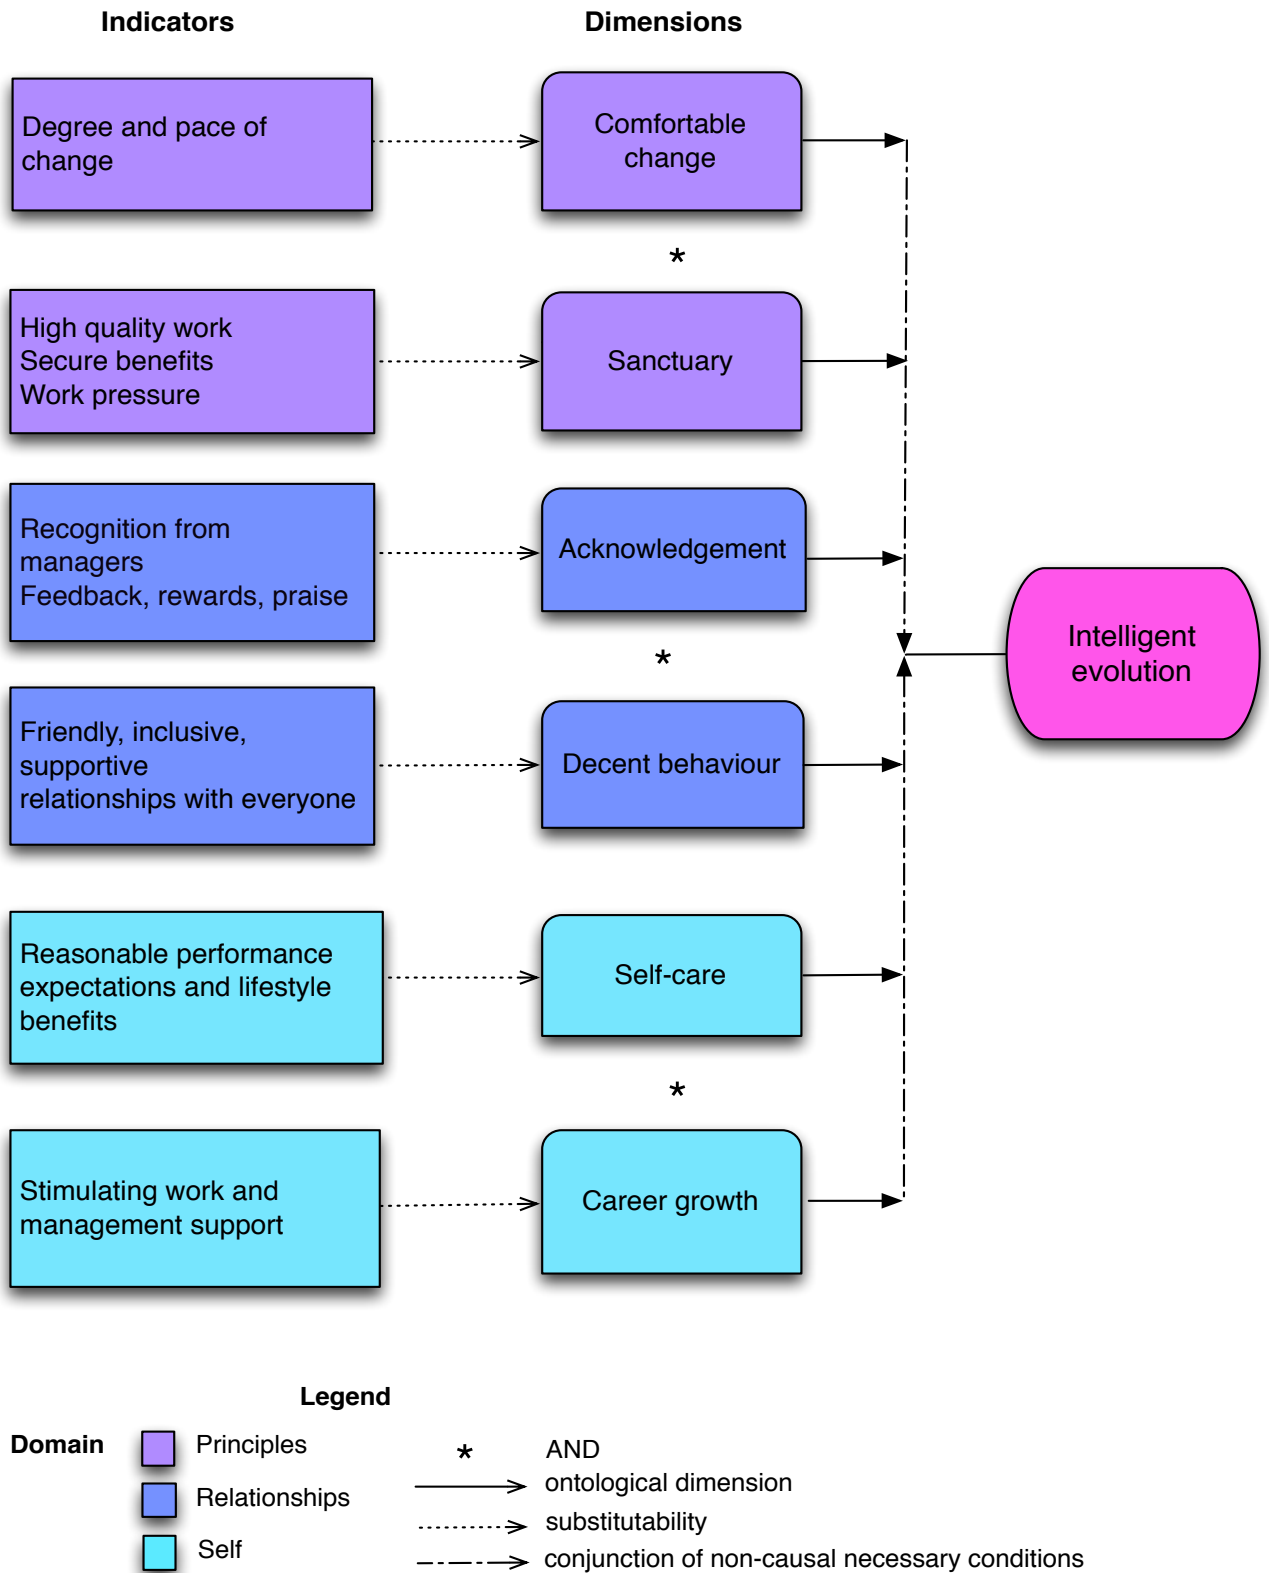 Indicators
Dimensions
Degree and pace of
change
Comfortable
change
*
High quality work
Secure benefits
Work pressure
Sanctuary
Recognition from
managers
Feedback, rewards, praise
Acknowledgement
*
Intelligent
evolution
Friendly, inclusive,
supportive
relationships with everyone
Decent behaviour
Reasonable performance
expectations and lifestyle
benefits
Self-care
*
Stimulating work and
management support
Career growth
Legend
Domain
Principles
Relationships
Self
* AND
ontological dimension
substitutability
conjunction of non-causal necessary conditions